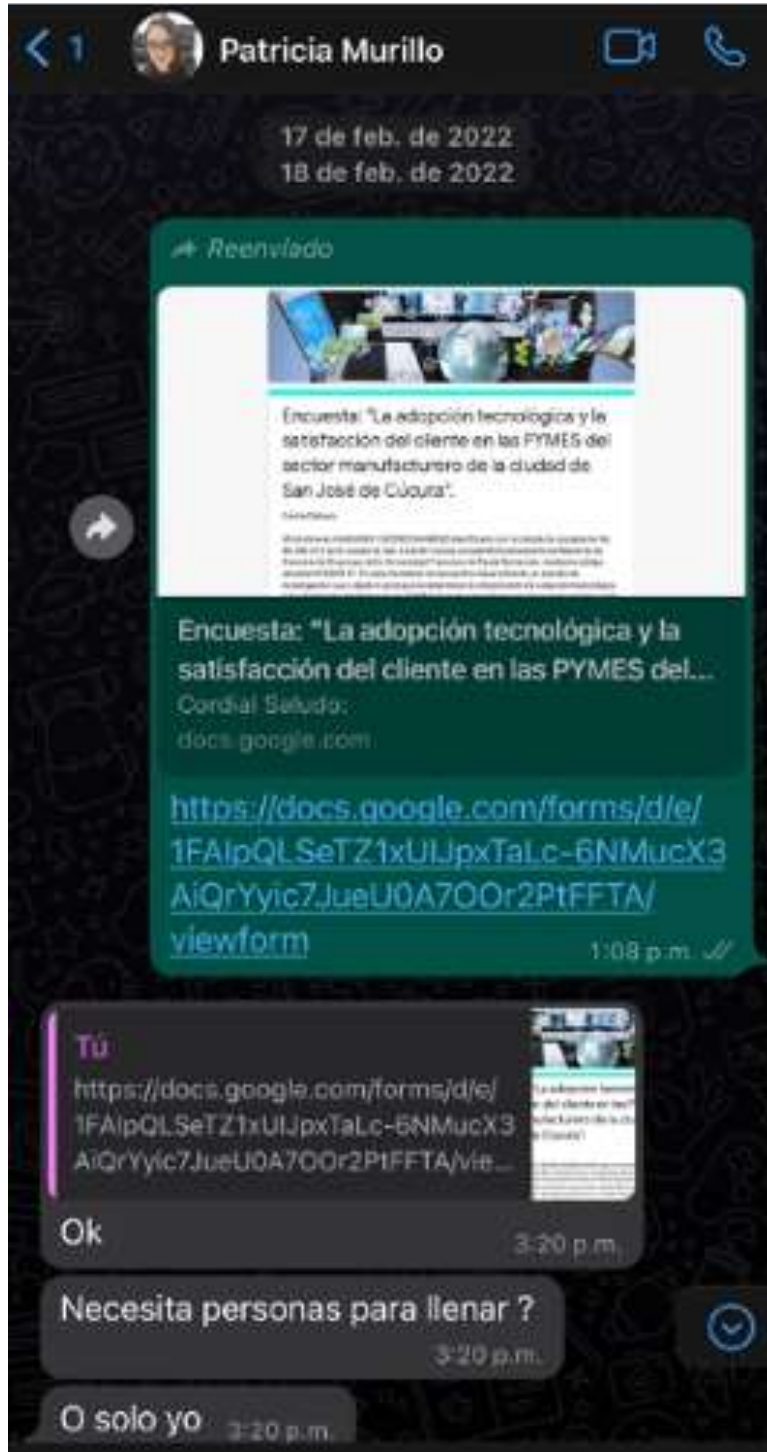 1
Patricia Murillo
17 de feb. de 2022
18 de feb. de 2022
Reenviado
Encuesta: "La adopción tecnológica y la
satisfacción del cliente en las PYMES del
sector manufacturero de la ciudad de
San José de Cúcuta".
Encuesta: "La adopción tecnológica y la
satisfacción del cliente en las PYMES del...
Cordial Saludo:
docs.google.com
https://docs.google.com/forms/d/e/
1FAIpQLSeTZ1xUIJpxTaLc-6NMucX3
AiQrYyic7JueU0A7OOr2PtFFTA/
viewform
1:08 p.m.
Tú
https://docs.google.com/forms/d/e/
1FAIpQLSeTZ1xUIJpxTaLc-6NMucX3
AiQrYyic7JueU0A7OOr2PtFFTA/vie...
Ok
3:20 p.m.
Necesita personas para llenar ?
3:20 p.m.
O solo yo
3:20 p.m.